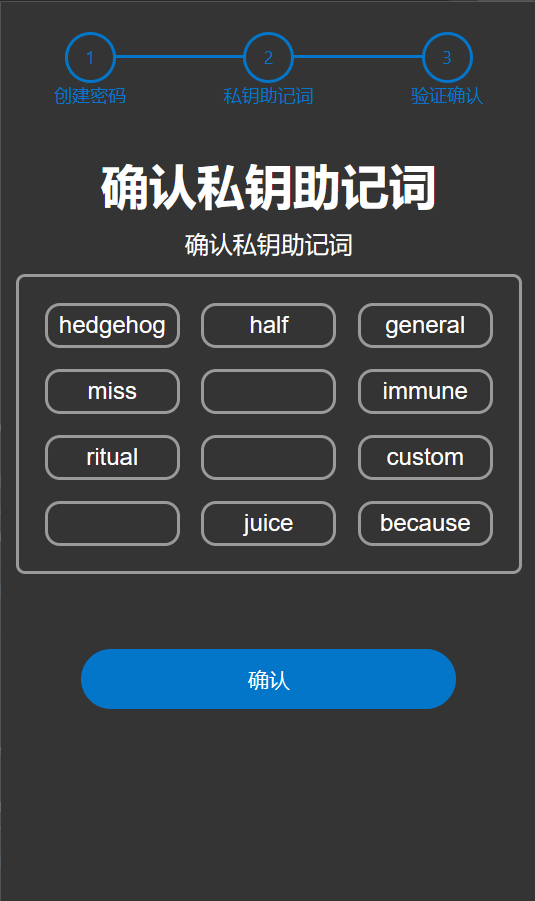 1 2 3
创建密码 私钥助记词 验证确认
确认私钥助记词
确认私钥助记词
hedgehog half general
miss immune
ritual custom
juice because
确认